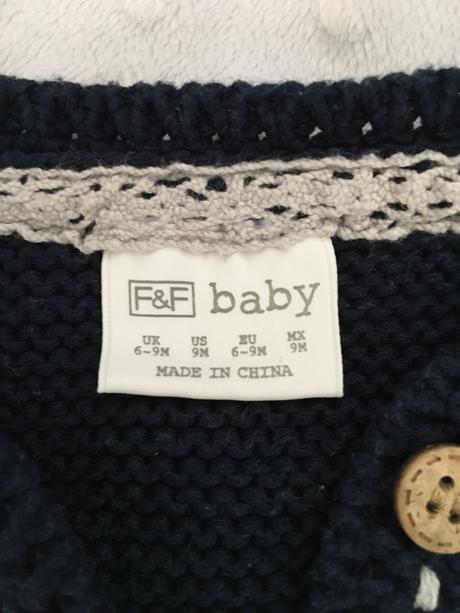 F&F baby
UK US EU MX
6-9M 9M 6-9M 9M
MADE IN CHINA